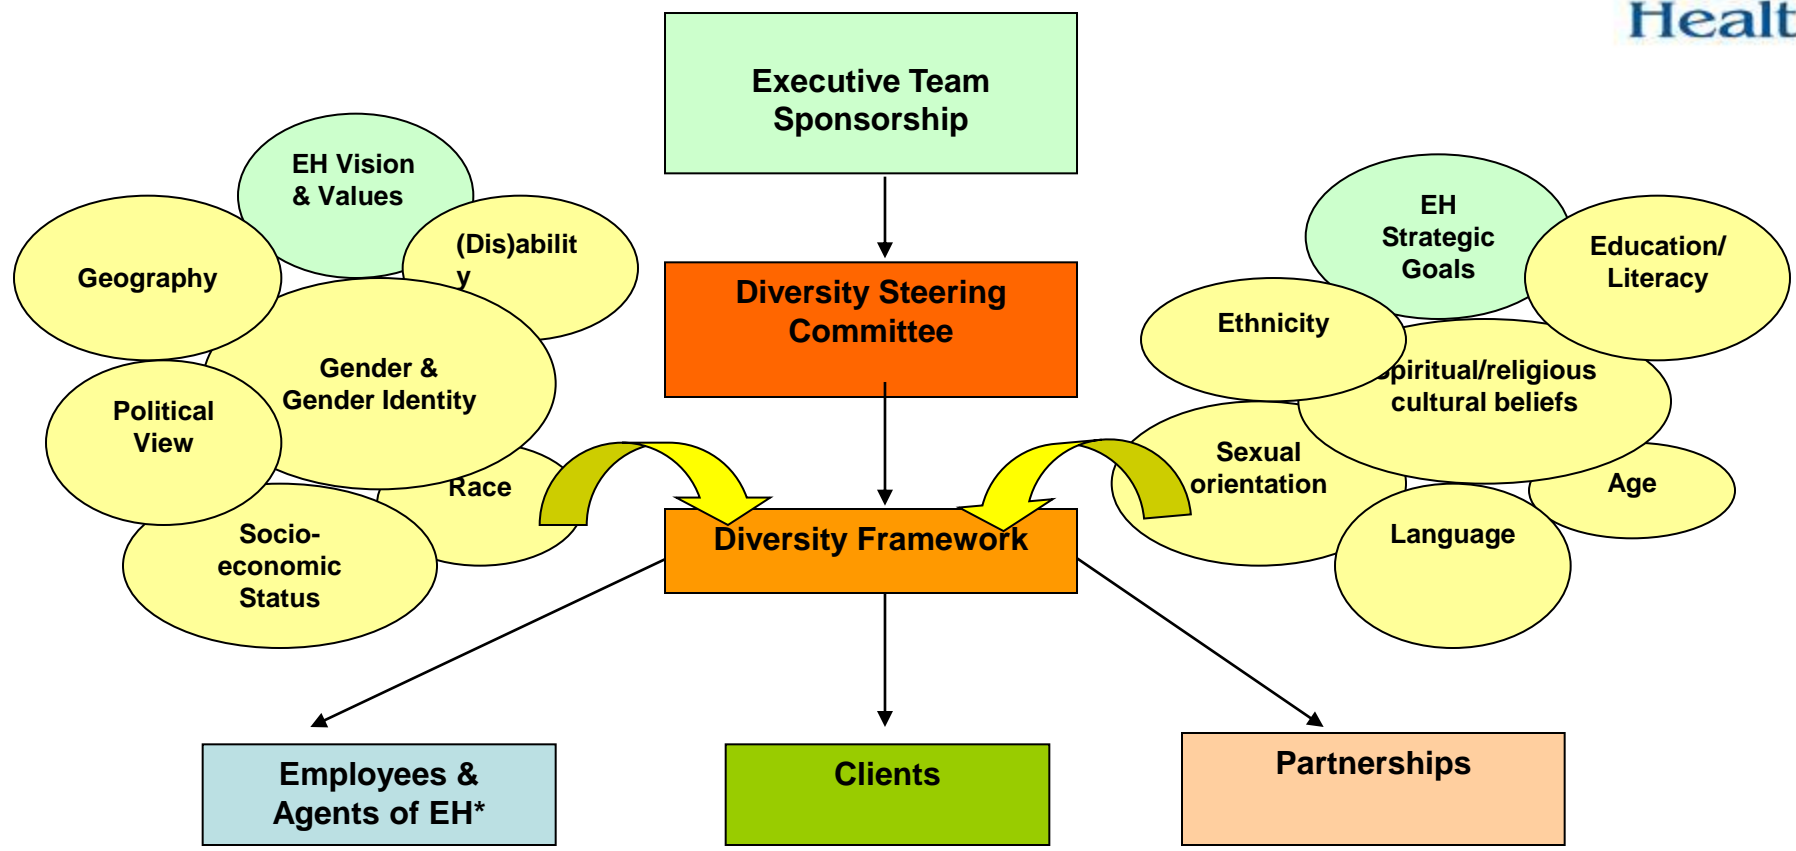 Healt
Executive Team
Sponsorship
EH Vision
& Values
(Dis)abilit
y
Geography
Gender &
Gender Identity
Political
View
Race
Socio-
economic
Status
Diversity Steering
Committee
EH
Strategic
Goals
Education/
Literacy
Ethnicity
Spiritual/religious
cultural beliefs
Sexual
orientation
Age
Language
Diversity Framework
Employees &
Agents of EH*
Clients
Partnerships